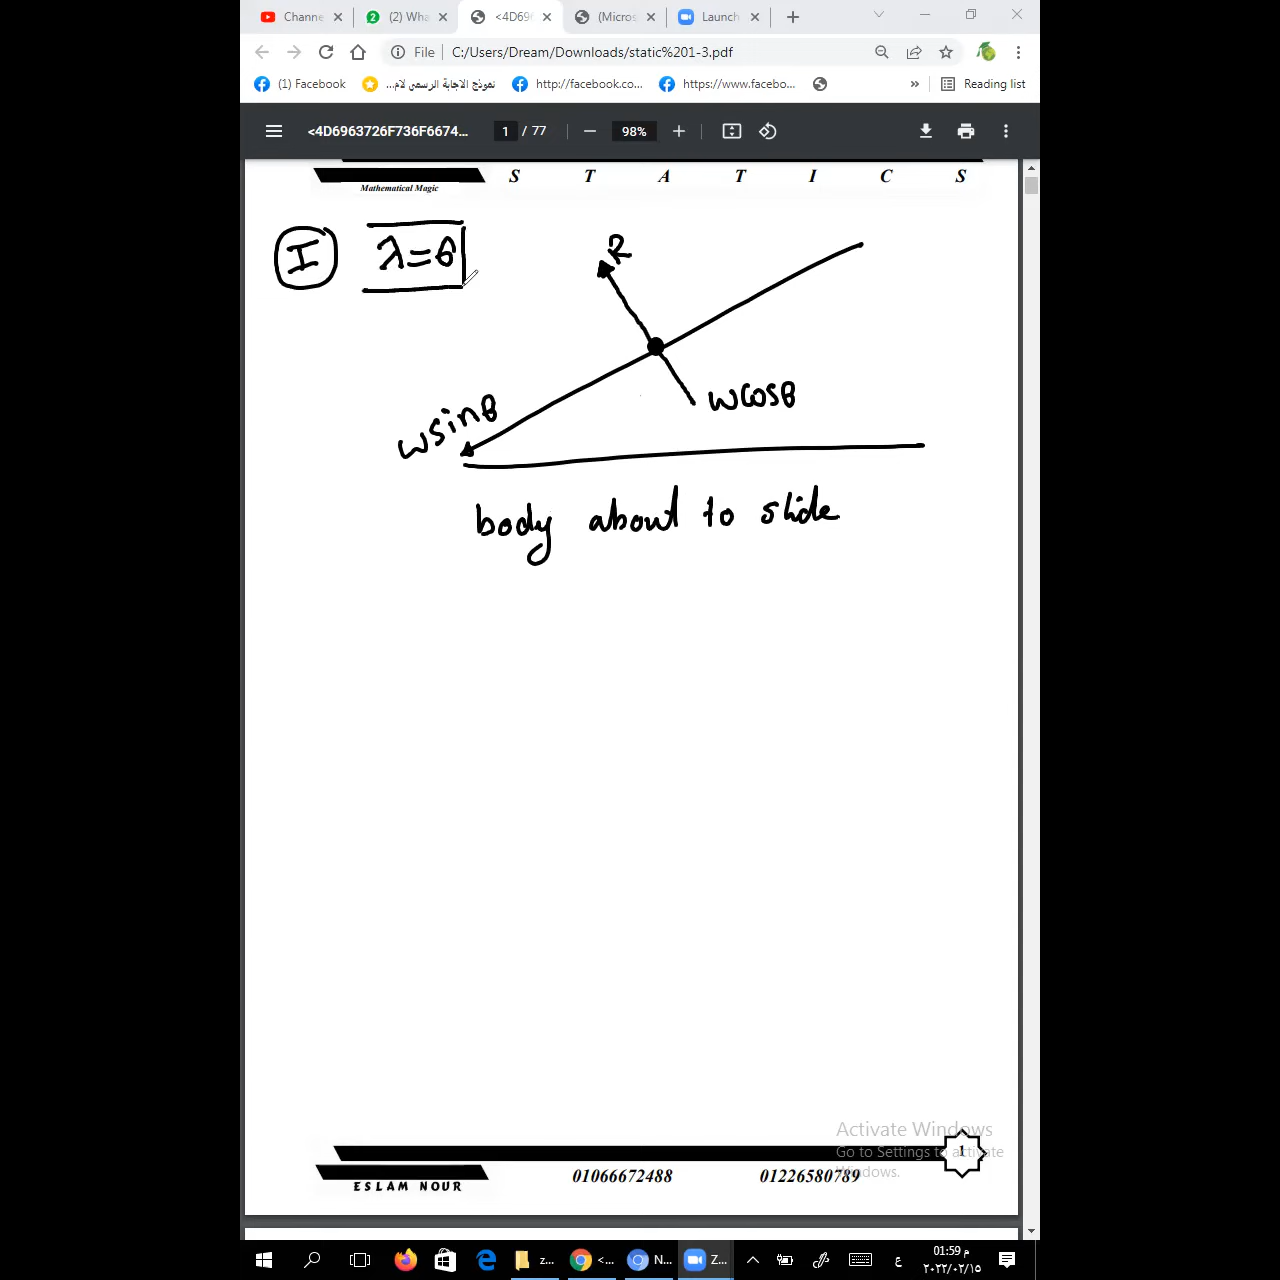 Channe
(2) Wha
<4D69
(Micros
Launch
File C:/Users/Dream/Downloads/static%201-3.pdf
(1) Facebook
نموذج الاجابة الرسمى لام...
http://facebook.co...
https://www.facebo...
»
Reading list
<4D6963726F736F6674...
1 / 77
98%
Mathematical Magic
S T A T I C S
I λ=θ
R
wsinθ
wcosθ
body about to slide
Activate Windows
Go to Settings to activate
Windows.
1
ESLAM NOUR
01066672488 01226580789
z...
<...
N...
Z...
ع
01:59 م
٢٠٢٢/٠٢/١٥